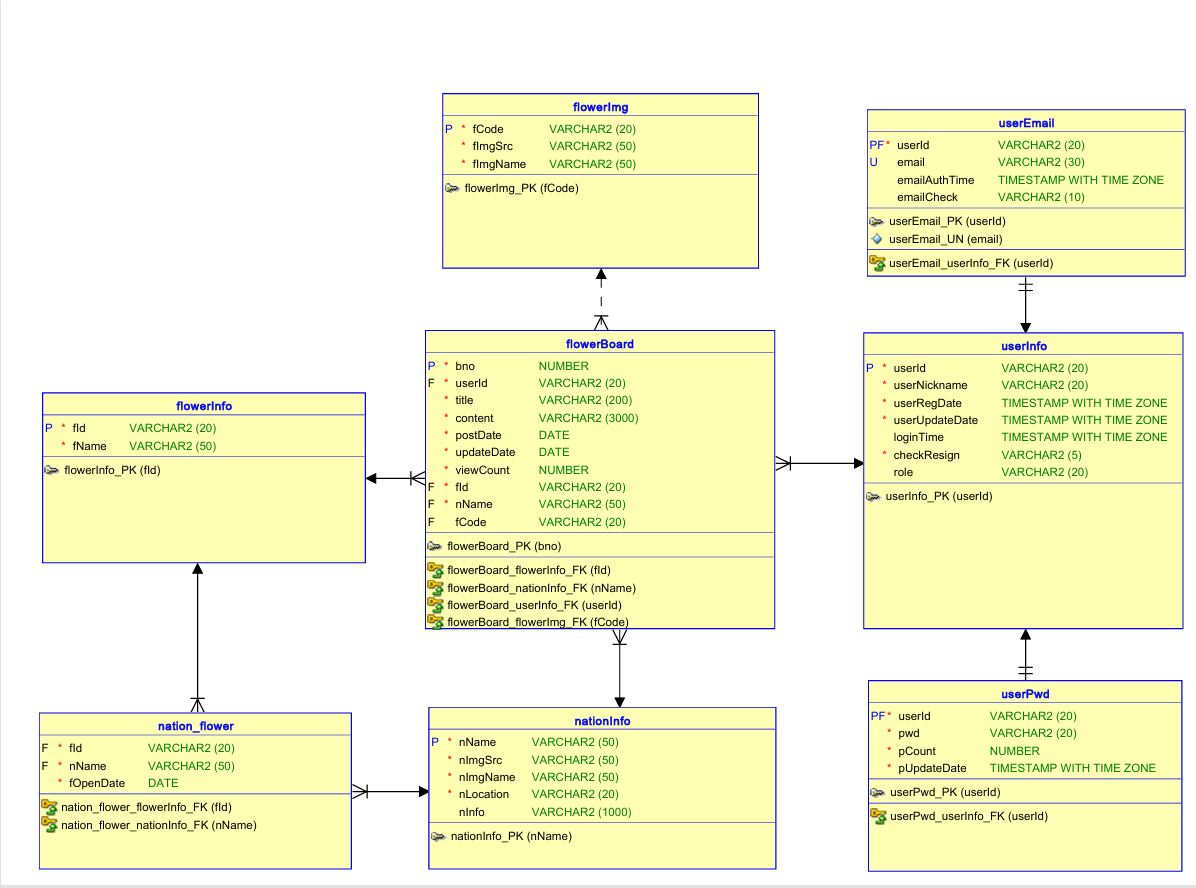 flowerImg
P * fCode VARCHAR2 (20)
* fImgSrc VARCHAR2 (50)
* fImgName VARCHAR2 (50)
flowerImg_PK (fCode)
userEmail
PF* userId VARCHAR2 (20)
U email VARCHAR2 (30)
emailAuthTime TIMESTAMP WITH TIME ZONE
emailCheck VARCHAR2 (10)
userEmail_PK (userId)
userEmail_UN (email)
userEmail_userInfo_FK (userId)
flowerBoard
P * bno NUMBER
F * userId VARCHAR2 (20)
* title VARCHAR2 (200)
* content VARCHAR2 (3000)
* postDate DATE
* updateDate DATE
* viewCount NUMBER
F * fId VARCHAR2 (20)
F * nName VARCHAR2 (50)
F fCode VARCHAR2 (20)
flowerBoard_PK (bno)
flowerBoard_flowerInfo_FK (fId)
flowerBoard_nationInfo_FK (nName)
flowerBoard_userInfo_FK (userId)
flowerBoard_flowerImg_FK (fCode)
userInfo
P * userId VARCHAR2 (20)
* userNickname VARCHAR2 (20)
* userRegDate TIMESTAMP WITH TIME ZONE
* userUpdateDate TIMESTAMP WITH TIME ZONE
loginTime TIMESTAMP WITH TIME ZONE
* checkResign VARCHAR2 (5)
role VARCHAR2 (20)
userInfo_PK (userId)
flowerInfo
P * fId VARCHAR2 (20)
* fName VARCHAR2 (50)
flowerInfo_PK (fId)
nation_flower
F * fId VARCHAR2 (20)
F * nName VARCHAR2 (50)
* fOpenDate DATE
nation_flower_flowerInfo_FK (fId)
nation_flower_nationInfo_FK (nName)
nationInfo
P * nName VARCHAR2 (50)
* nImgSrc VARCHAR2 (50)
* nImgName VARCHAR2 (50)
* nLocation VARCHAR2 (20)
nInfo VARCHAR2 (1000)
nationInfo_PK (nName)
userPwd
PF* userId VARCHAR2 (20)
* pwd VARCHAR2 (20)
* pCount NUMBER
* pUpdateDate TIMESTAMP WITH TIME ZONE
userPwd_PK (userId)
userPwd_userInfo_FK (userId)